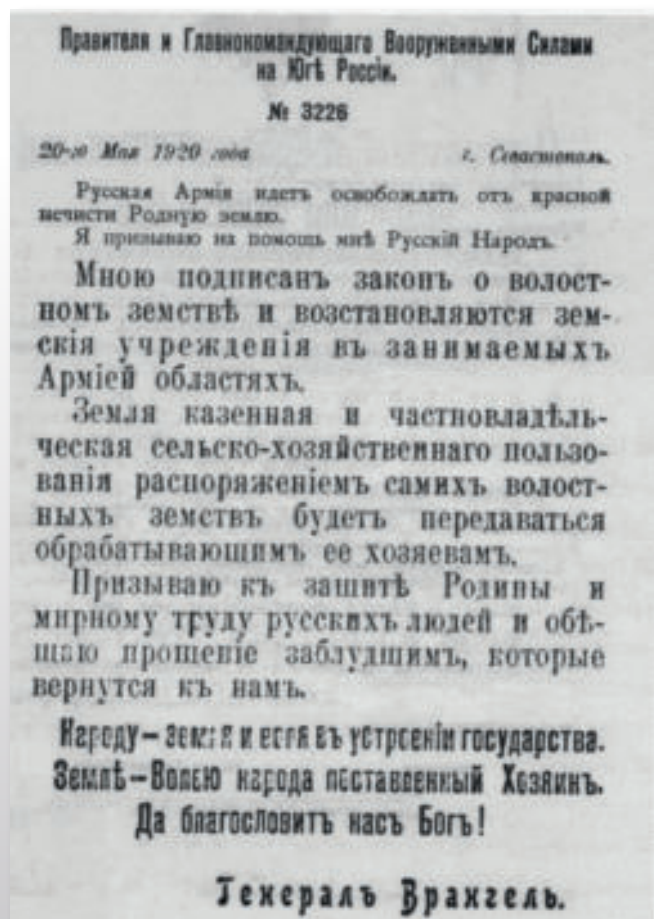 Правителя и Главнокомандующаго Вооруженными Силами
на Югѣ Россіи.
№ 3226
20-го Мая 1920 года г. Севастополь.
Русская Армія идетъ освобождать отъ красной
нечисти Родную землю.
Я призываю на помощь мнѣ Русскій Народъ.
Мною подписанъ законъ о волост-
номъ земствѣ и возстановляются зем-
скія учрежденія въ занимаемыхъ
Арміей областяхъ.
Земля казенная и частновладѣль-
ческая сельско-хозяйственнаго пользо-
ванія распоряженіемъ самихъ волост-
ныхъ земствъ будетъ передаваться
обрабатывающимъ ее хозяевамъ.
Призываю къ защитѣ Родины и
мирному труду русскихъ людей и обѣ-
щаю прощеніе заблудшимъ, которые
вернутся къ намъ.
Народу — земля и воля въ устроеніи государства.
Землѣ — Волею народа поставленный Хозяинъ.
Да благословитъ насъ Богъ!
Генералъ Врангель.